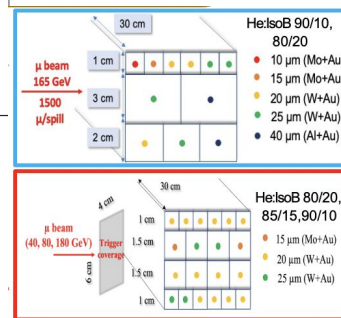 30 cm
He:IsoB 90/10,
80/20
μ beam
165 GeV
1500
μ/spill
1 cm
3 cm
2 cm
10 μm (Mo+Au)
15 μm (Mo+Au)
20 μm (W+Au)
25 μm (W+Au)
40 μm (Al+Au)
30 cm
He:IsoB 80/20,
85/15,90/10
4 cm
μ beam
(40, 80, 180 GeV)
Trigger
coverage
6 cm
1 cm
1.5 cm
1.5 cm
1 cm
15 μm (Mo+Au)
20 μm (W+Au)
25 μm (W+Au)